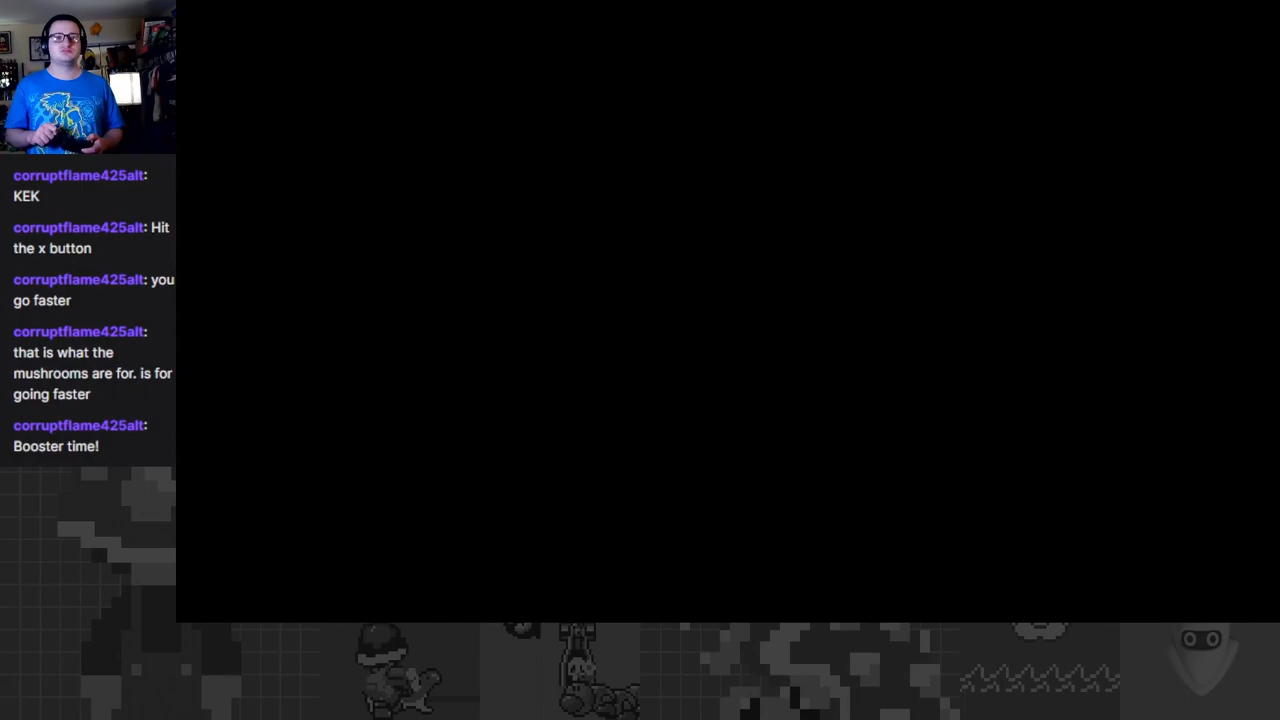 corruptflame425alt:
KEK
corruptflame425alt: Hit
the x button
corruptflame425alt: you
go faster
corruptflame425alt:
that is what the
mushrooms are for. is for
going faster
corruptflame425alt:
Booster time!